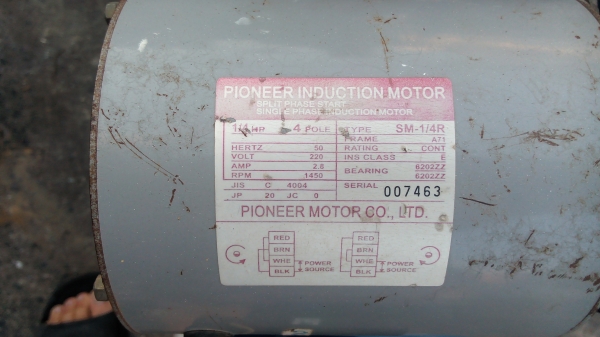 PIONEER INDUCTION MOTOR
SPLIT PHASE START
SINGLE PHASE INDUCTION MOTOR
1/4 HP 4 POLE TYPE SM-1/4R
FRAME A71
HERTZ 50 RATING CONT
VOLT 220 INS CLASS E
AMP 2.8 BEARING 6202ZZ
RPM 1450 6202ZZ
JIS C 4004 SERIAL 007463
JP 20 JC 0
PIONEER MOTOR CO., LTD.
RED RED
BRN BRN
WHE POWER WHE POWER
BLK SOURCE BLK SOURCE